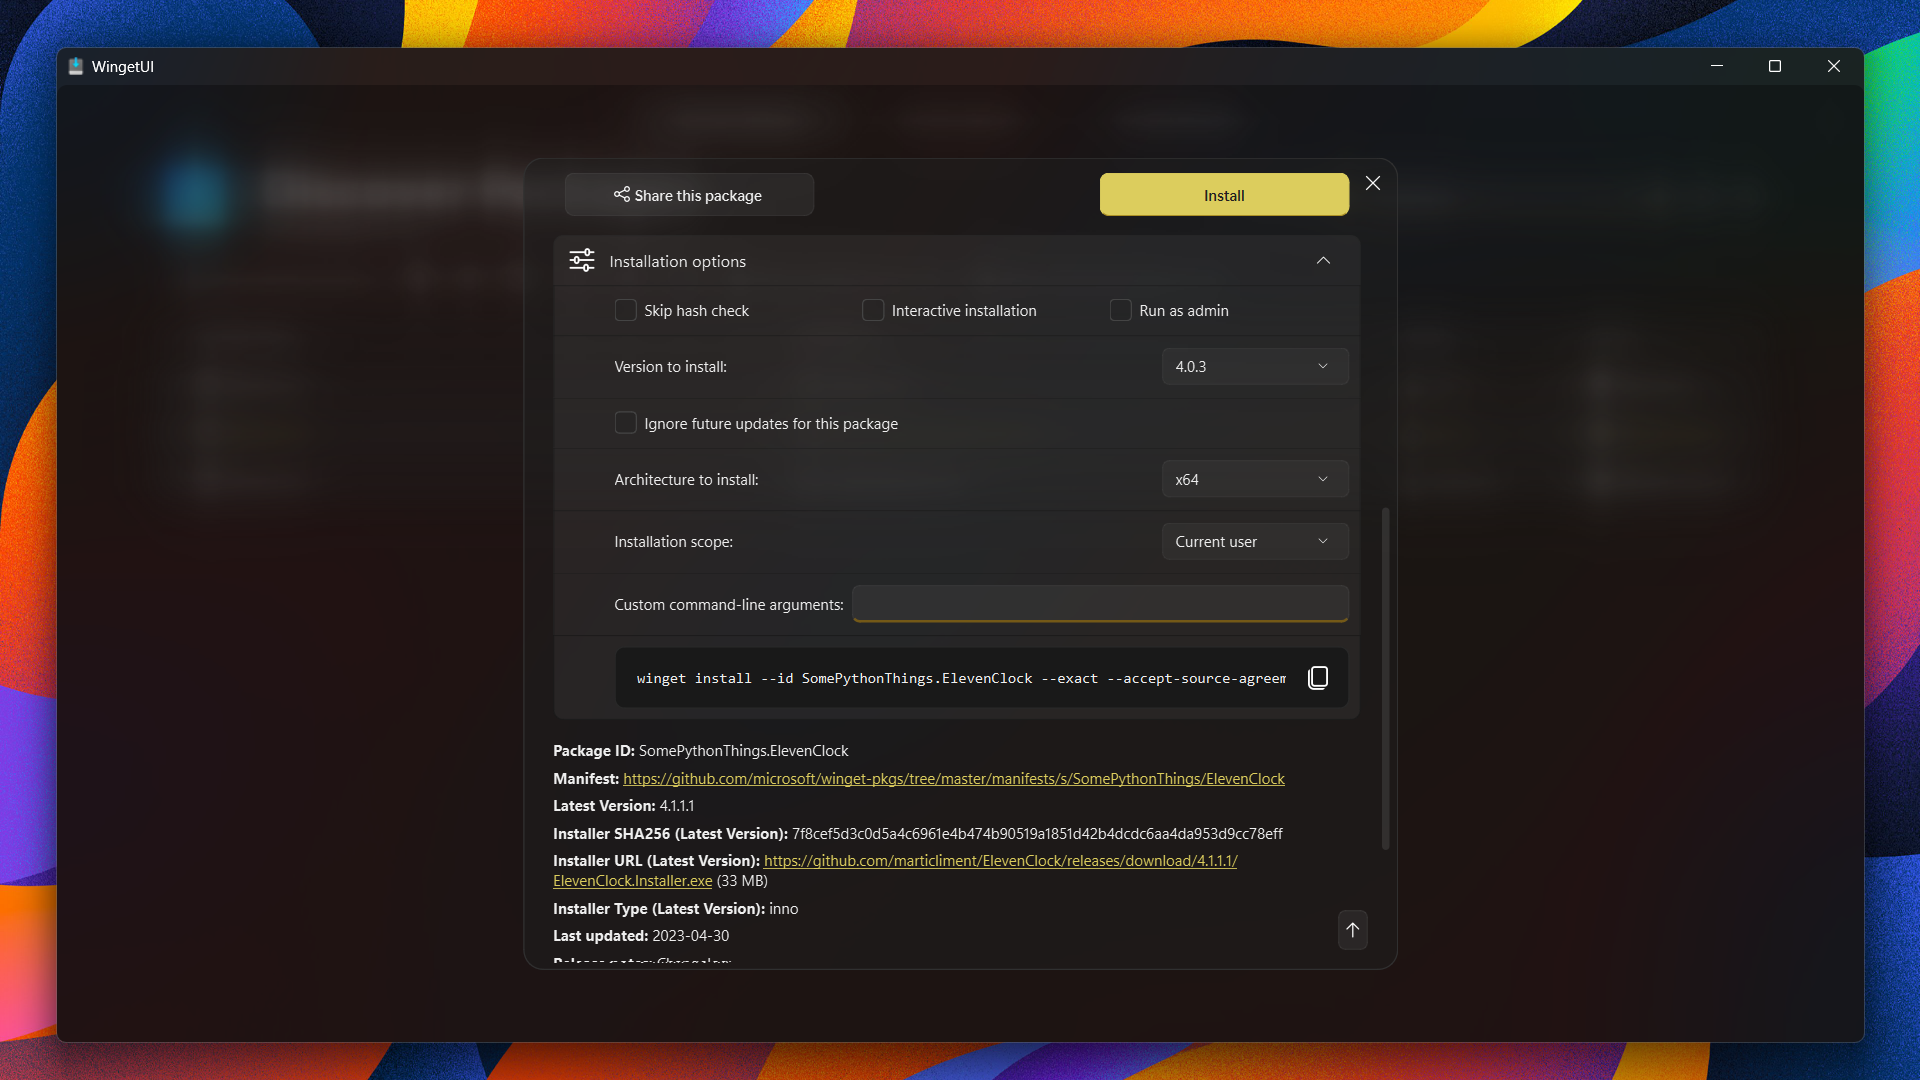 WingetUI
Share this package
Install
Installation options
Skip hash check
Interactive installation
Run as admin
Version to install:
4.0.3
Ignore future updates for this package
Architecture to install:
x64
Installation scope:
Current user
Custom command-line arguments:
winget install --id SomePythonThings.ElevenClock --exact --accept-source-agreem
Package ID: SomePythonThings.ElevenClock
Manifest: https://github.com/microsoft/winget-pkgs/tree/master/manifests/s/SomePythonThings/ElevenClock
Latest Version: 4.1.1.1
Installer SHA256 (Latest Version): 7f8cef5d3c0d5a4c6961e4b474b90519a1851d42b4dcdc6aa4da953d9cc78eff
Installer URL (Latest Version): https://github.com/marticliment/ElevenClock/releases/download/4.1.1.1/
ElevenClock.Installer.exe (33 MB)
Installer Type (Latest Version): inno
Last updated: 2023-04-30